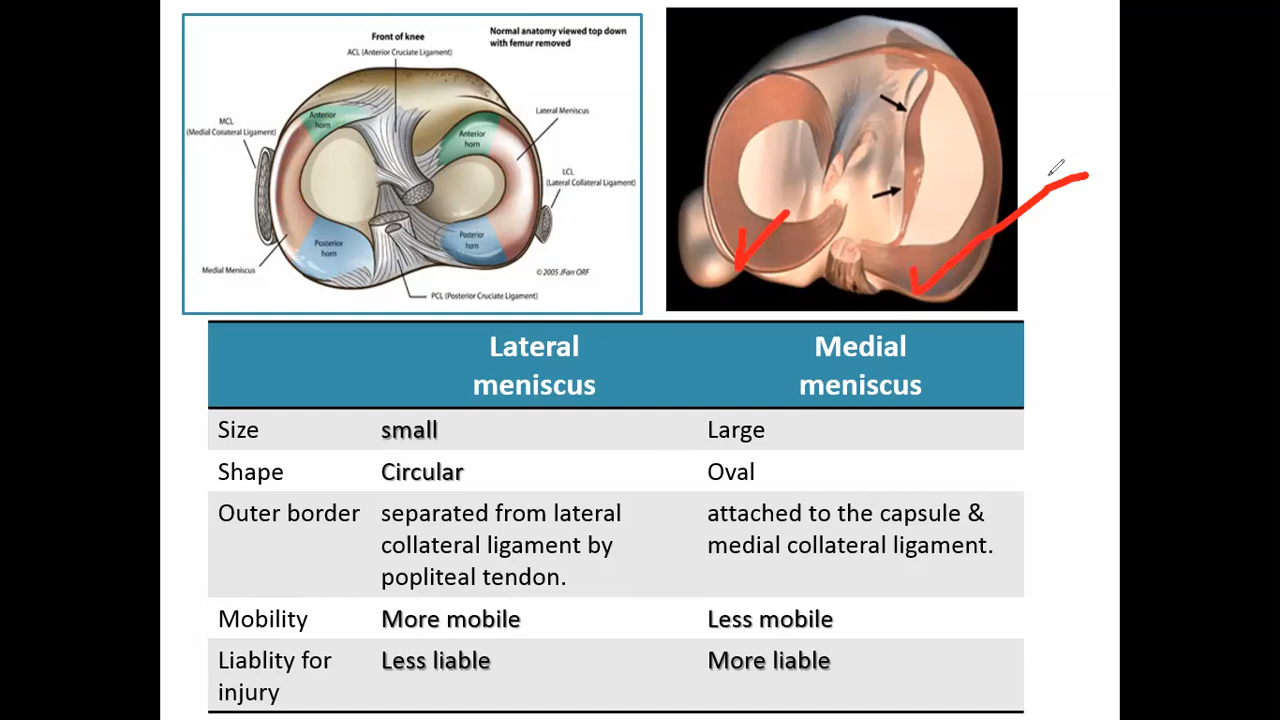 Front of knee
ACL (Anterior Cruciate Ligament)
Normal anatomy viewed top down
with femur removed
MCL
(Medial Corateral Ligament)
Anterior
horn
Lateral Meniscus
Anterior
horn
LCL
(Lateral Collateral Ligament)
Posterior
horn
Posterior
horn
Medial Meniscus
© 2005 JFarr ORF
PCL (Posterior Cruciate Ligament)
Lateral
meniscus
Medial
meniscus
Size
small
Large
Shape
Circular
Oval
Outer border
separated from lateral
collateral ligament by
popliteal tendon.
attached to the capsule &
medial collateral ligament.
Mobility
More mobile
Less mobile
Liablity for
injury
Less liable
More liable